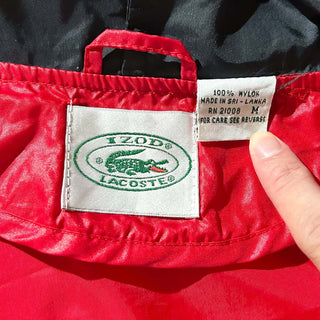 IZOD
LACOSTE
100% NYLON
MADE IN SRI-LANKA
RN 21008 M
FOR CARE SEE REVERSE